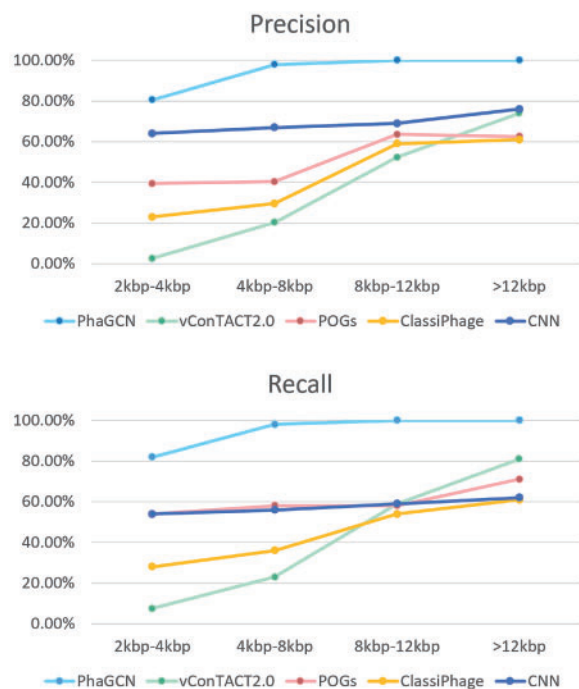 Precision
100.00%
80.00%
60.00%
40.00%
20.00%
0.00%
2kbp-4kbp 4kbp-8kbp 8kbp-12kbp >12kbp
PhaGCN vConTACT2.0 POGs ClassiPhage CNN
Recall
100.00%
80.00%
60.00%
40.00%
20.00%
0.00%
2kbp-4kbp 4kbp-8kbp 8kbp-12kbp >12kbp
PhaGCN vConTACT2.0 POGs ClassiPhage CNN